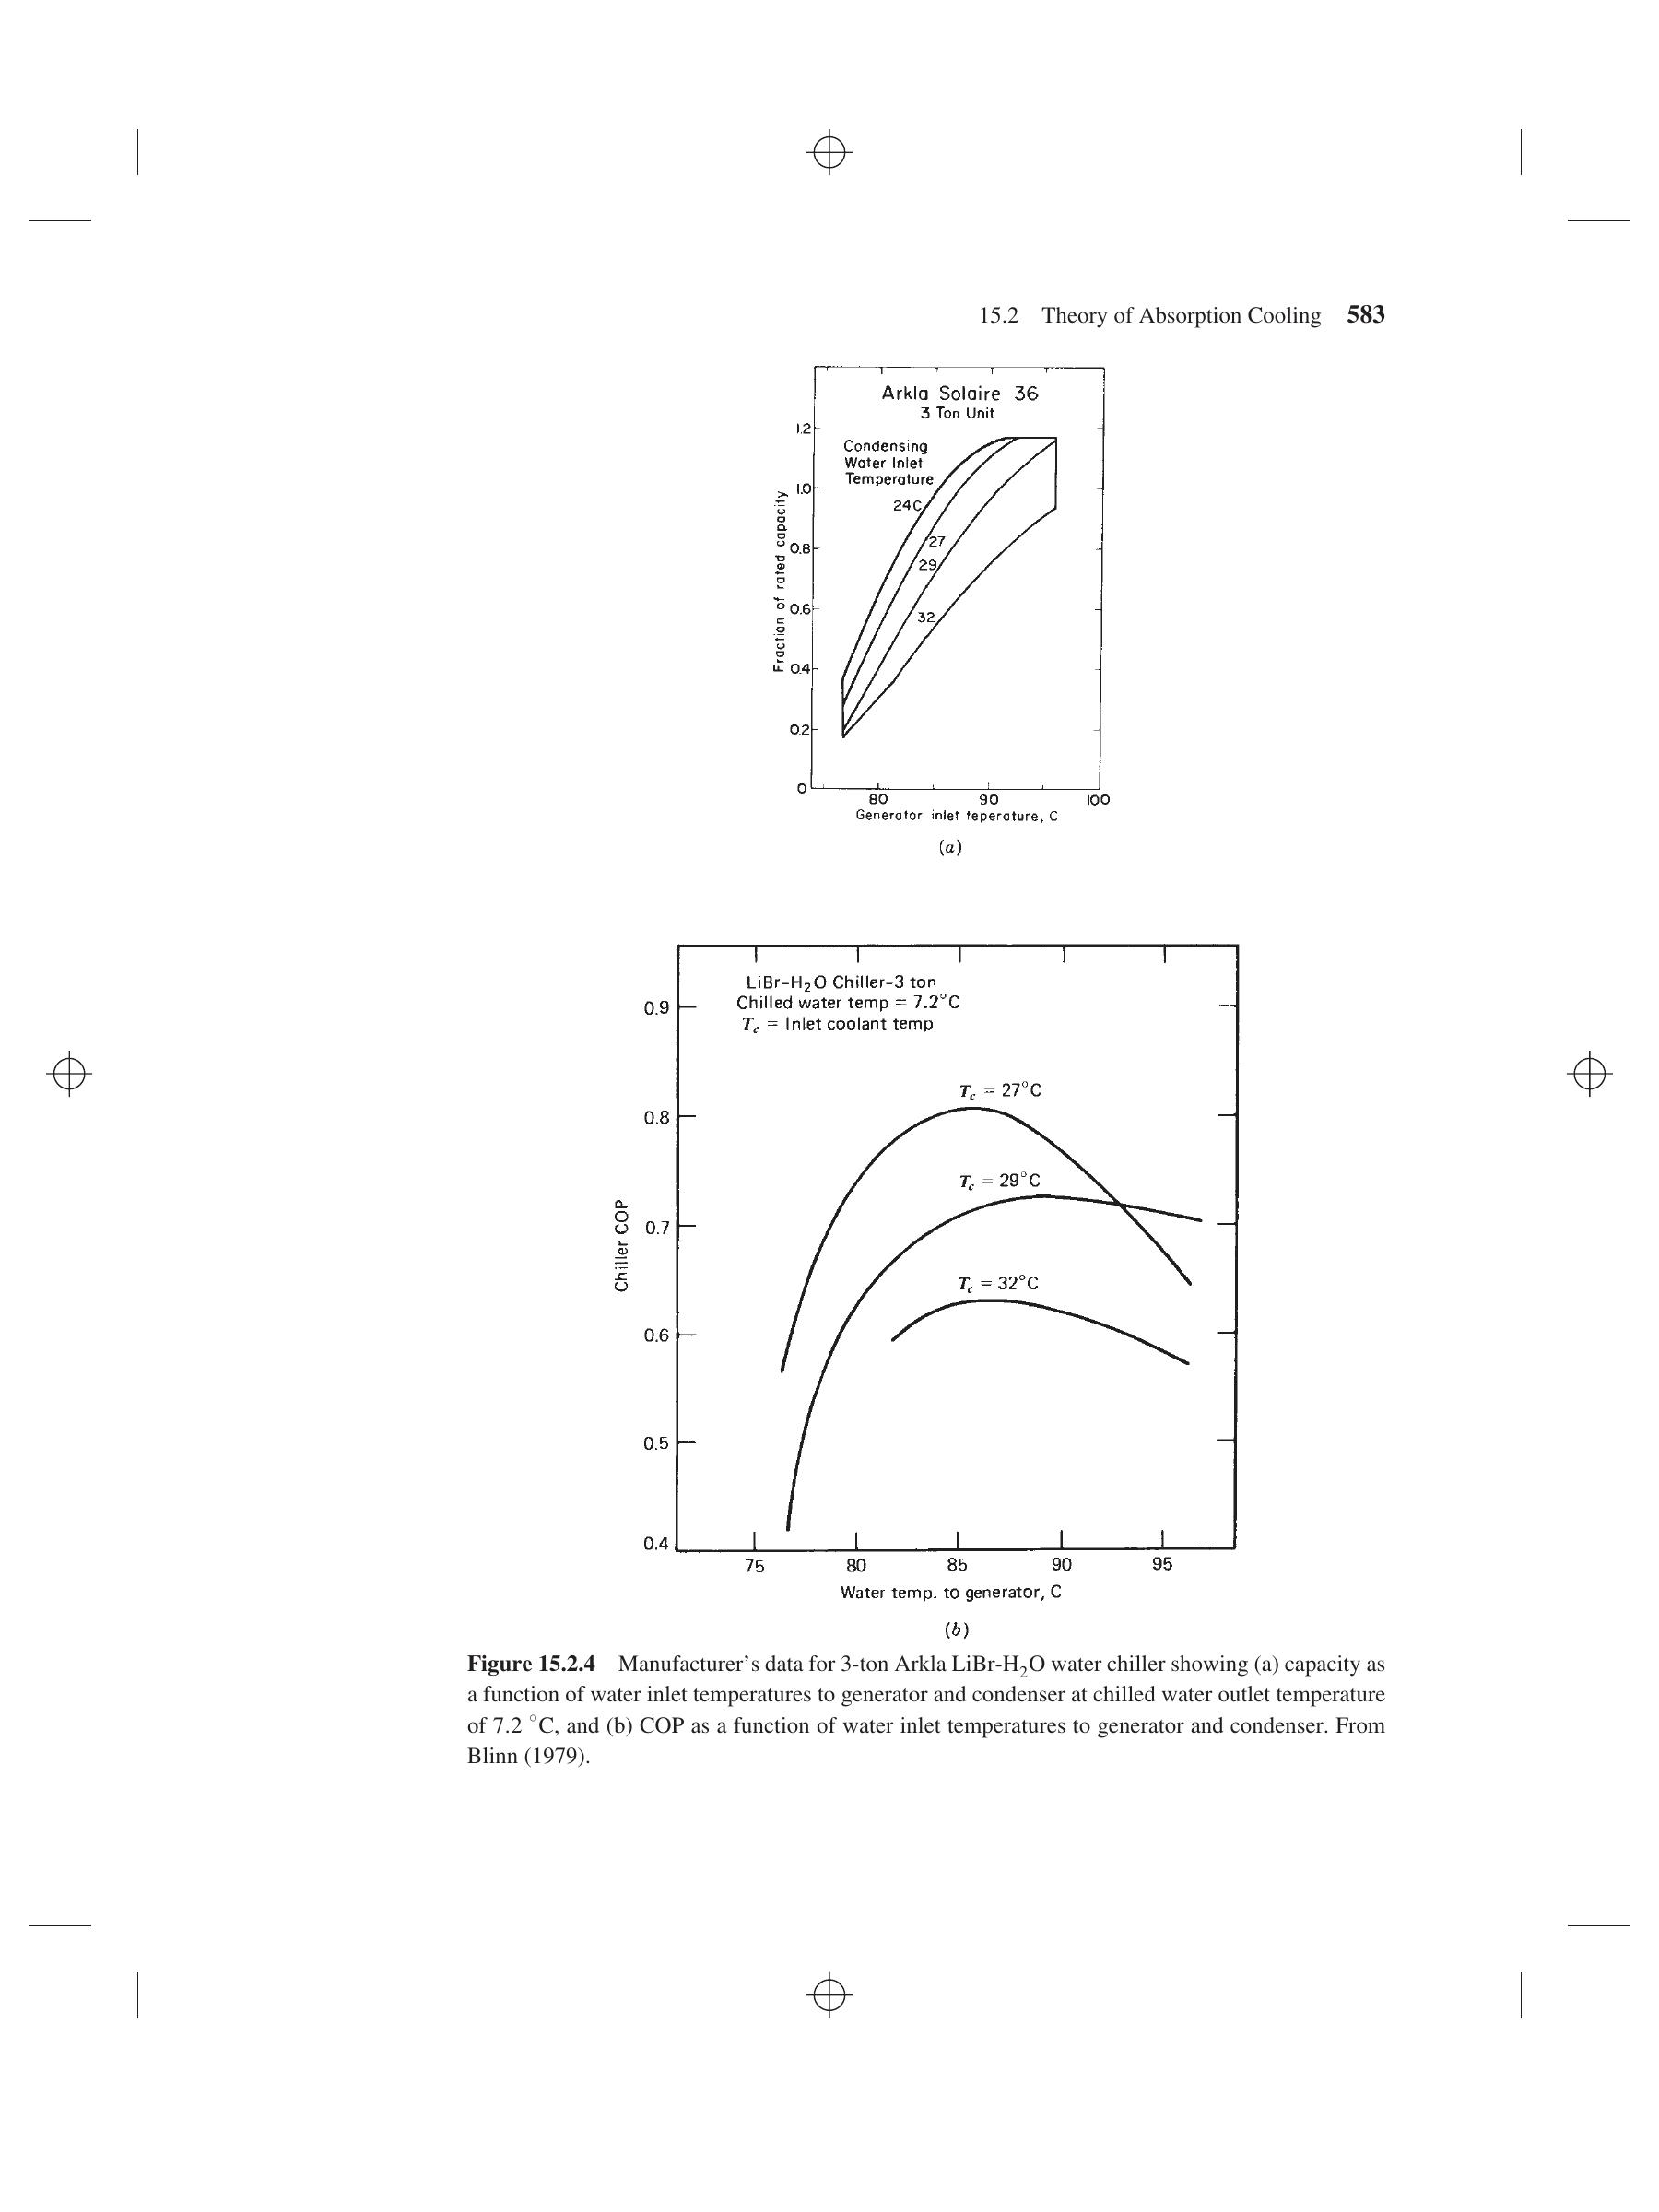 15.2 Theory of Absorption Cooling 583
Arkla Solaire 36
3 Ton Unit
Condensing
Water Inlet
Temperature
24C
27
29
32
1.2
1.0
0.8
0.6
0.4
0.2
0
Fraction of rated capacity
80 90 100
Generator inlet teperature, C
(a)
LiBr-H₂O Chiller-3 ton
Chilled water temp = 7.2°C
Tc = Inlet coolant temp
Tc = 27°C
Tc = 29°C
Tc = 32°C
0.9
0.8
0.7
0.6
0.5
0.4
Chiller COP
75 80 85 90 95
Water temp. to generator, C
(b)
Figure 15.2.4 Manufacturer’s data for 3-ton Arkla LiBr-H₂O water chiller showing (a) capacity as
a function of water inlet temperatures to generator and condenser at chilled water outlet temperature
of 7.2 °C, and (b) COP as a function of water inlet temperatures to generator and condenser. From
Blinn (1979).